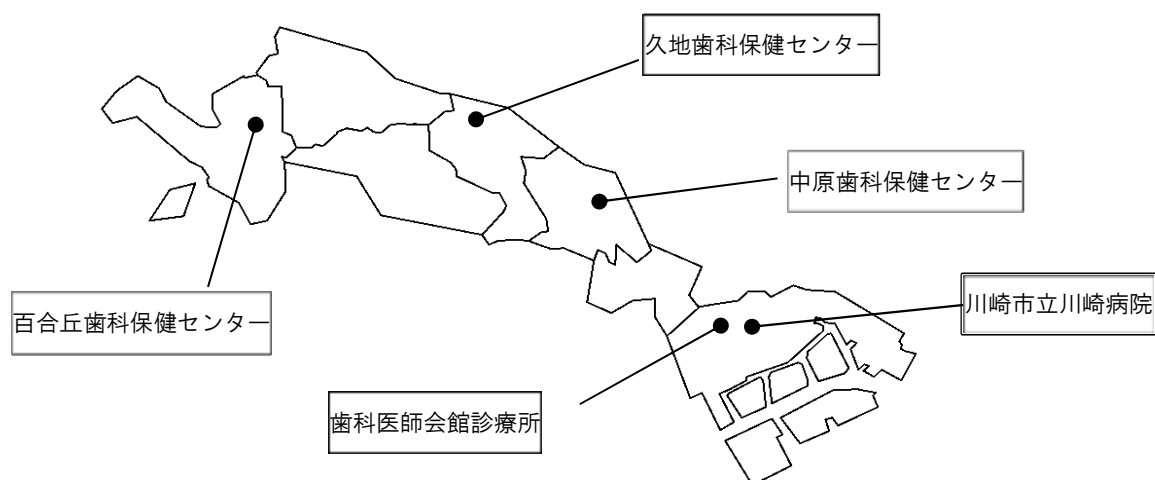 久地歯科保健センター
中原歯科保健センター
川崎市立川崎病院
百合丘歯科保健センター
歯科医師会館診療所